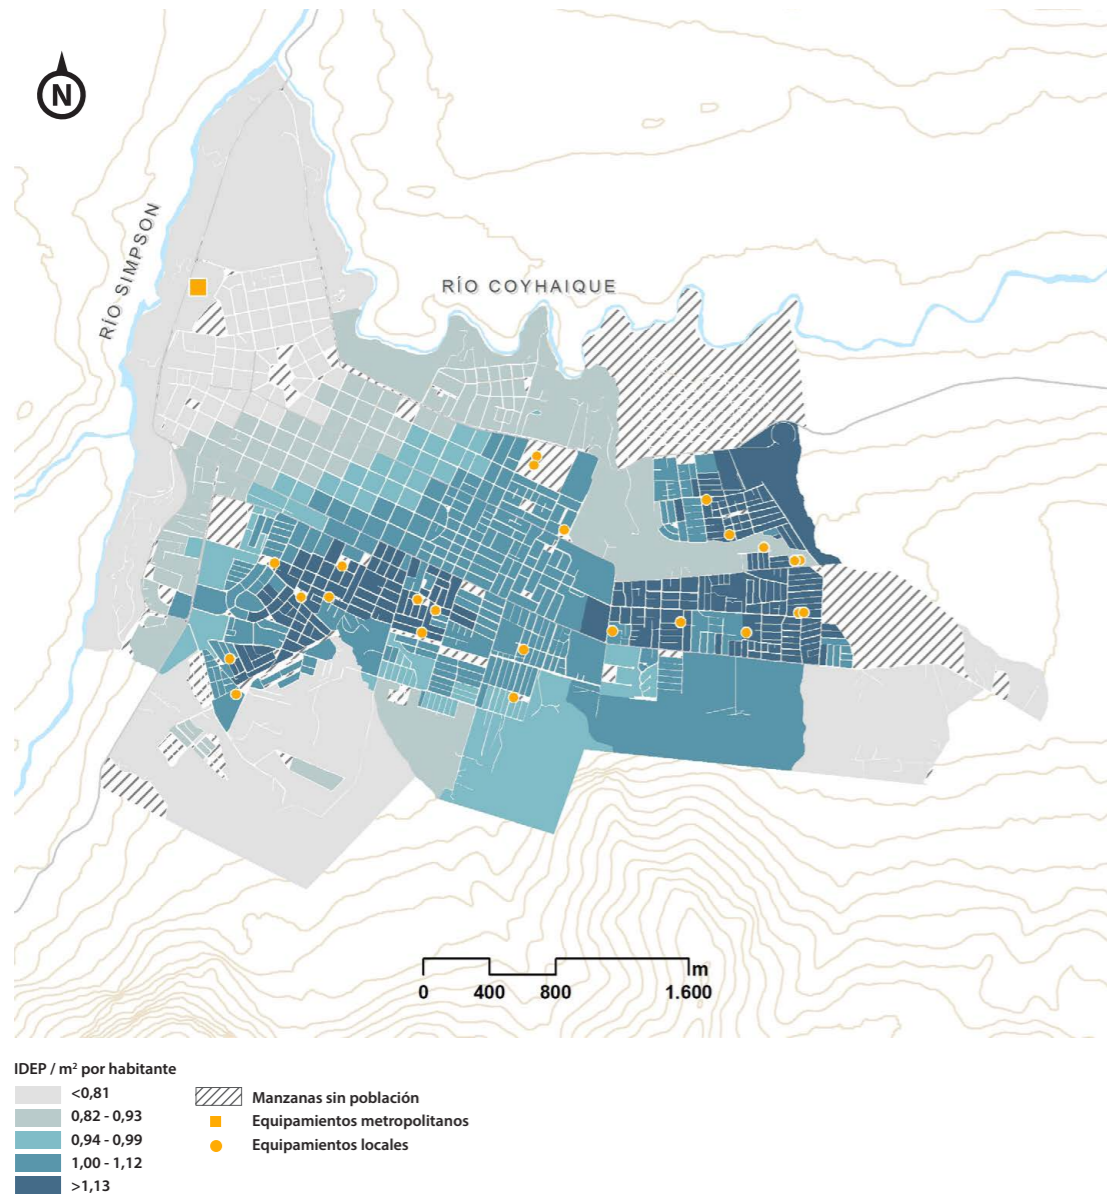 N
RÍO SIMPSON
RÍO COYHAIQUE
m
0 400 800 1.600
IDEP / m² por habitante
<0,81
0,82 - 0,93
0,94 - 0,99
1,00 - 1,12
>1,13
Manzanas sin población
Equipamientos metropolitanos
Equipamientos locales